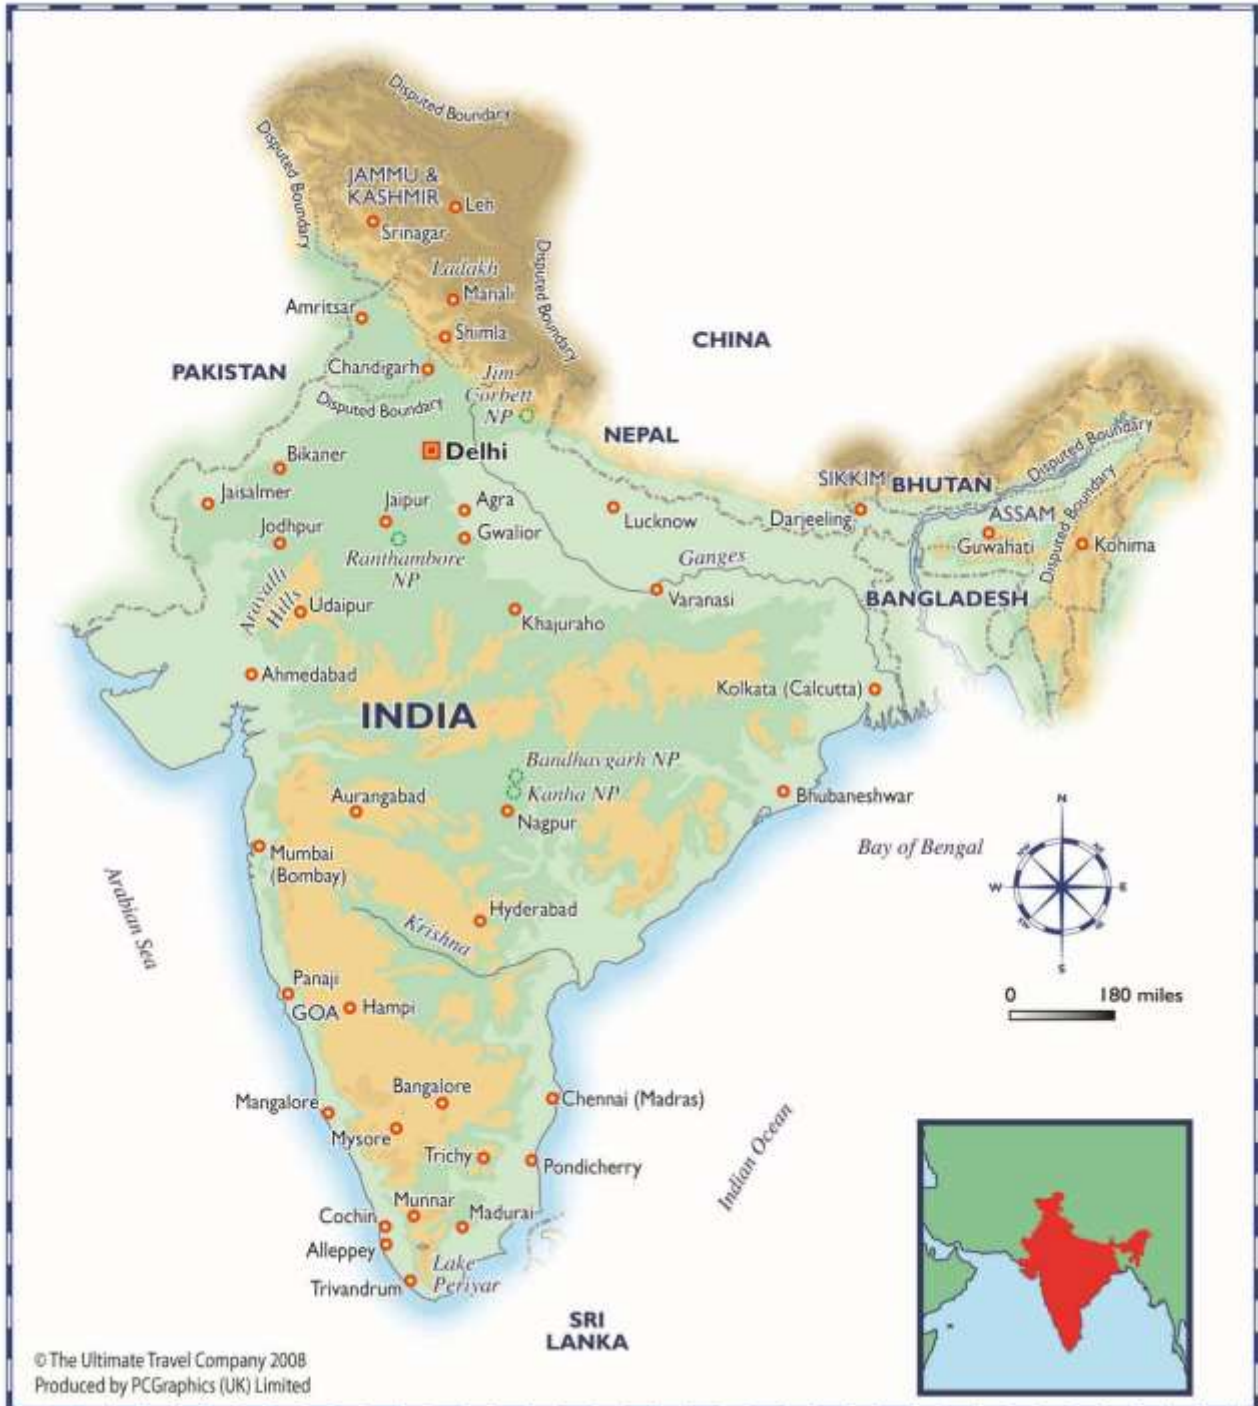 Disputed Boundary
Disputed Boundary
JAMMU &
KASHMIR
Leh
Srinagar
Ladakh
Disputed Boundary
Manali
Amritsar
Shimla
CHINA
PAKISTAN
Chandigarh
Jim
Corbett
NP
Disputed Boundary
NEPAL
Delhi
Bikaner
Disputed Boundary
SIKKIM
BHUTAN
Jaisalmer
Jaipur
Agra
Lucknow
Darjeeling
ASSAM
Disputed Boundary
Jodhpur
Gwalior
Guwahati
Kohima
Ranthambore
NP
Ganges
Aravalli
Hills
Udaipur
Varanasi
BANGLADESH
Khajuraho
Ahmedabad
Kolkata (Calcutta)
INDIA
Bandhavgarh NP
Kanha NP
Aurangabad
Nagpur
Bhubaneshwar
Mumbai
(Bombay)
Bay of Bengal
Arabian Sea
Hyderabad
Krishna
N
NW
NE
W
E
SW
SE
S
Panaji
GOA
Hampi
0 180 miles
Bangalore
Mangalore
Chennai (Madras)
Mysore
Trichy
Pondicherry
Indian Ocean
Munnar
Cochin
Madurai
Alleppey
Lake
Periyar
Trivandrum
SRI
LANKA
© The Ultimate Travel Company 2008
Produced by PCGraphics (UK) Limited